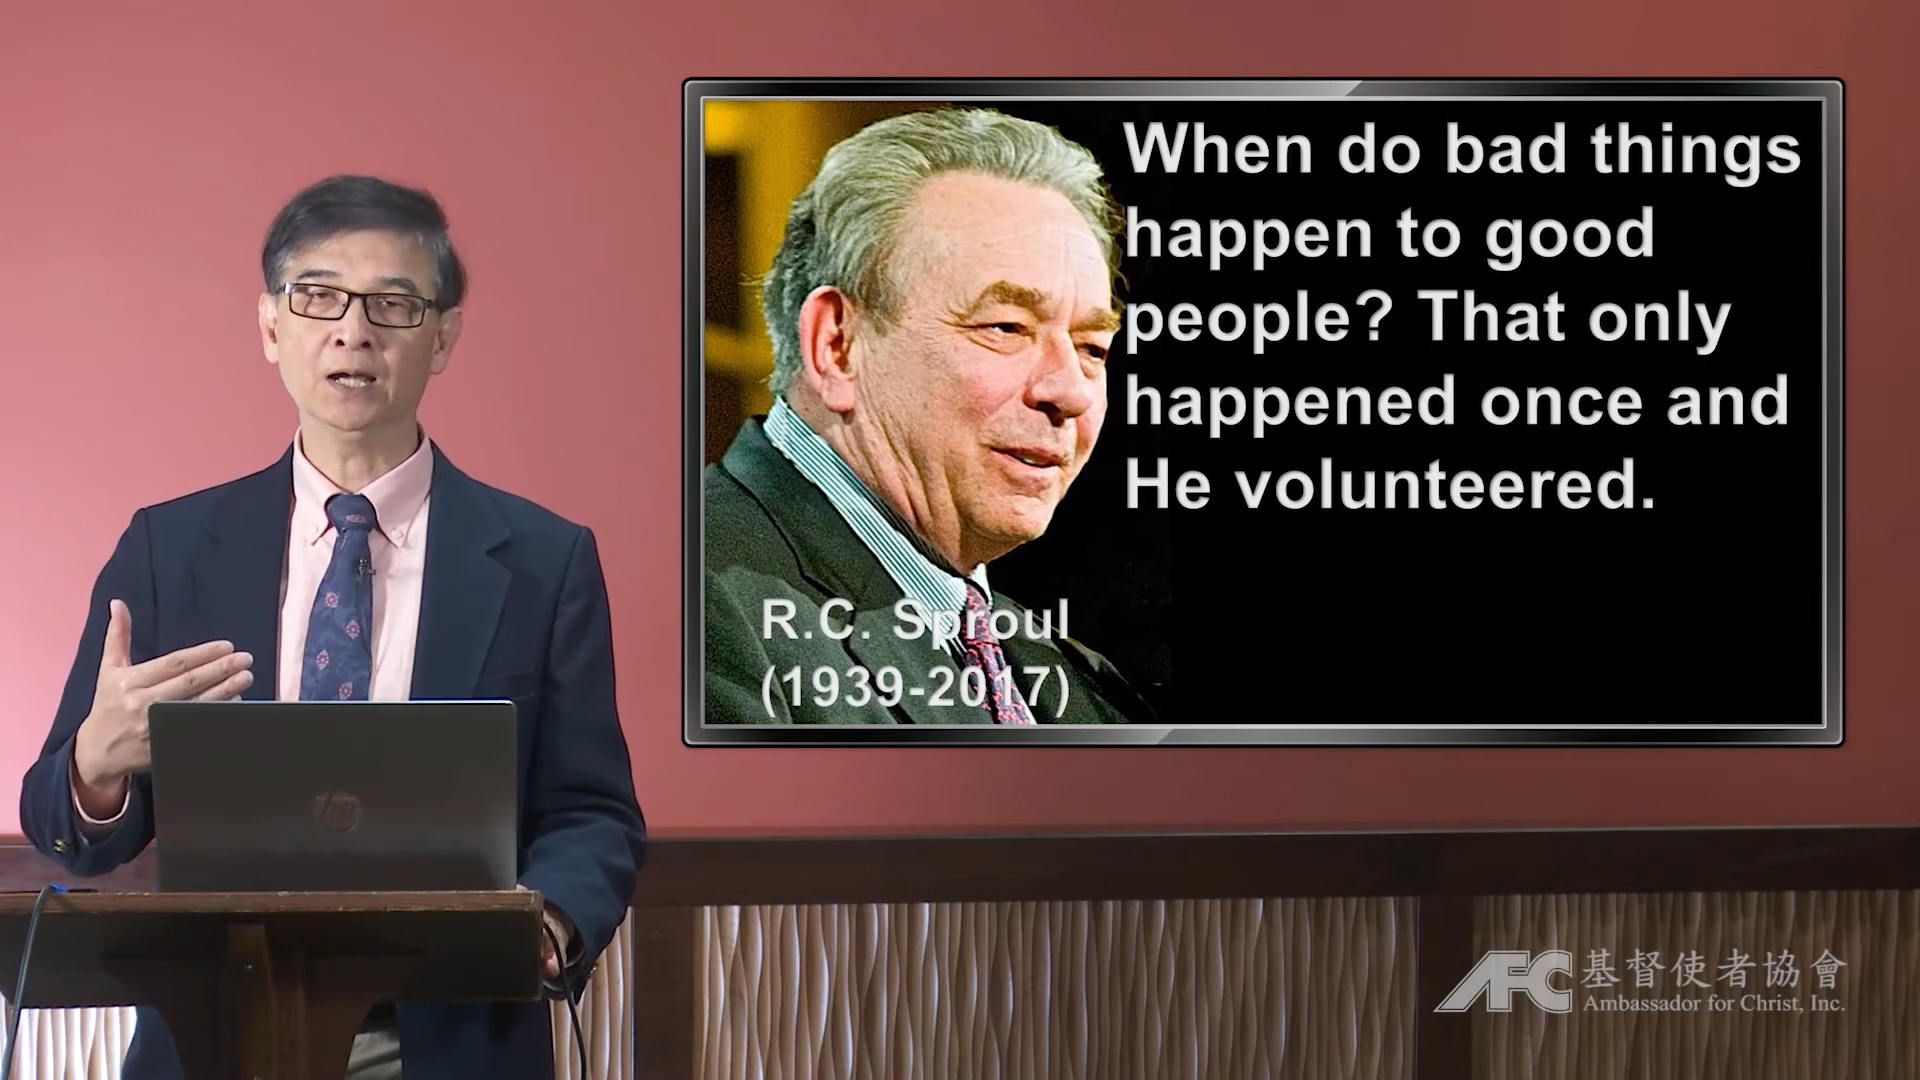 When do bad things
happen to good
people? That only
happened once and
He volunteered.
R.C. Sproul
(1939-2017)
hp
AFC 基督使者協會
Ambassador for Christ, Inc.